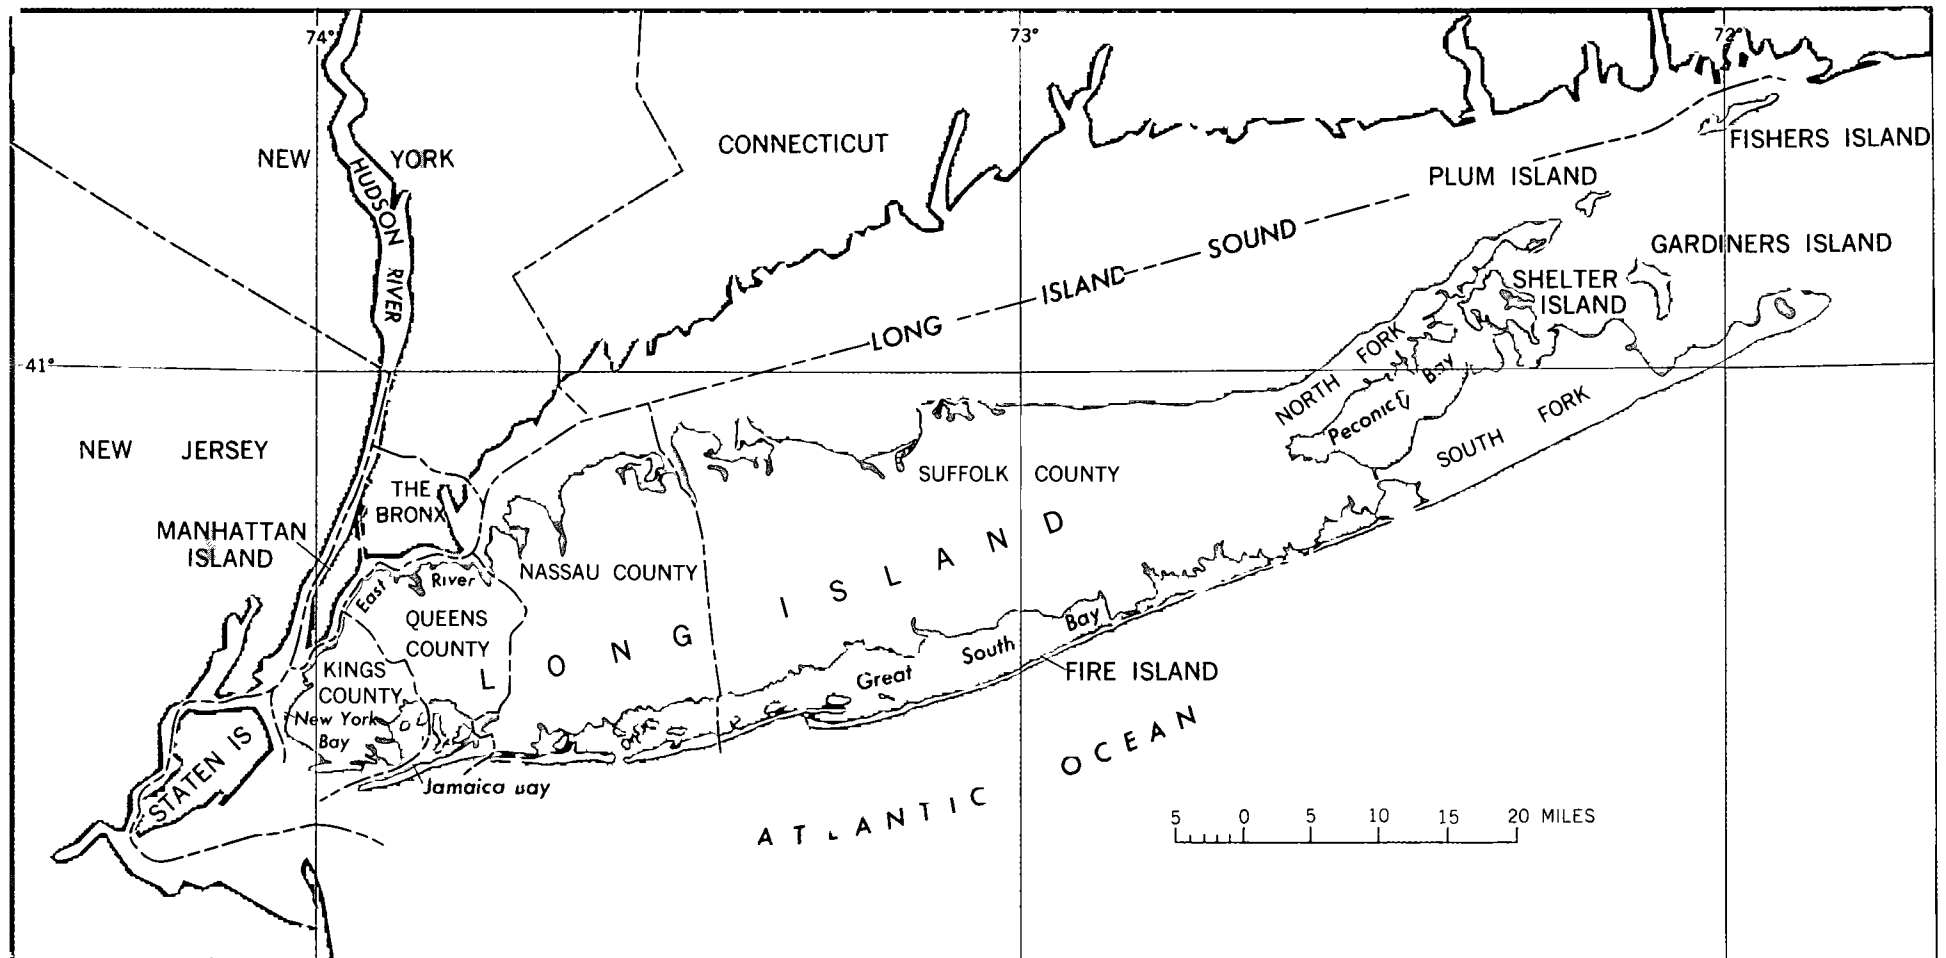 74°
73°
72°
NEW YORK
CONNECTICUT
FISHERS ISLAND
HUDSON RIVER
PLUM ISLAND
LONG ISLAND SOUND
GARDINERS ISLAND
SHELTER
ISLAND
41°
NORTH FORK
Peconic Bay
SOUTH FORK
NEW JERSEY
SUFFOLK COUNTY
THE
BRONX
MANHATTAN
ISLAND
NASSAU COUNTY
East River
QUEENS
COUNTY
LONG ISLAND
KINGS
COUNTY
New York
Bay
Great South Bay
FIRE ISLAND
STATEN IS
Jamaica Bay
ATLANTIC OCEAN
5 0 5 10 15 20 MILES